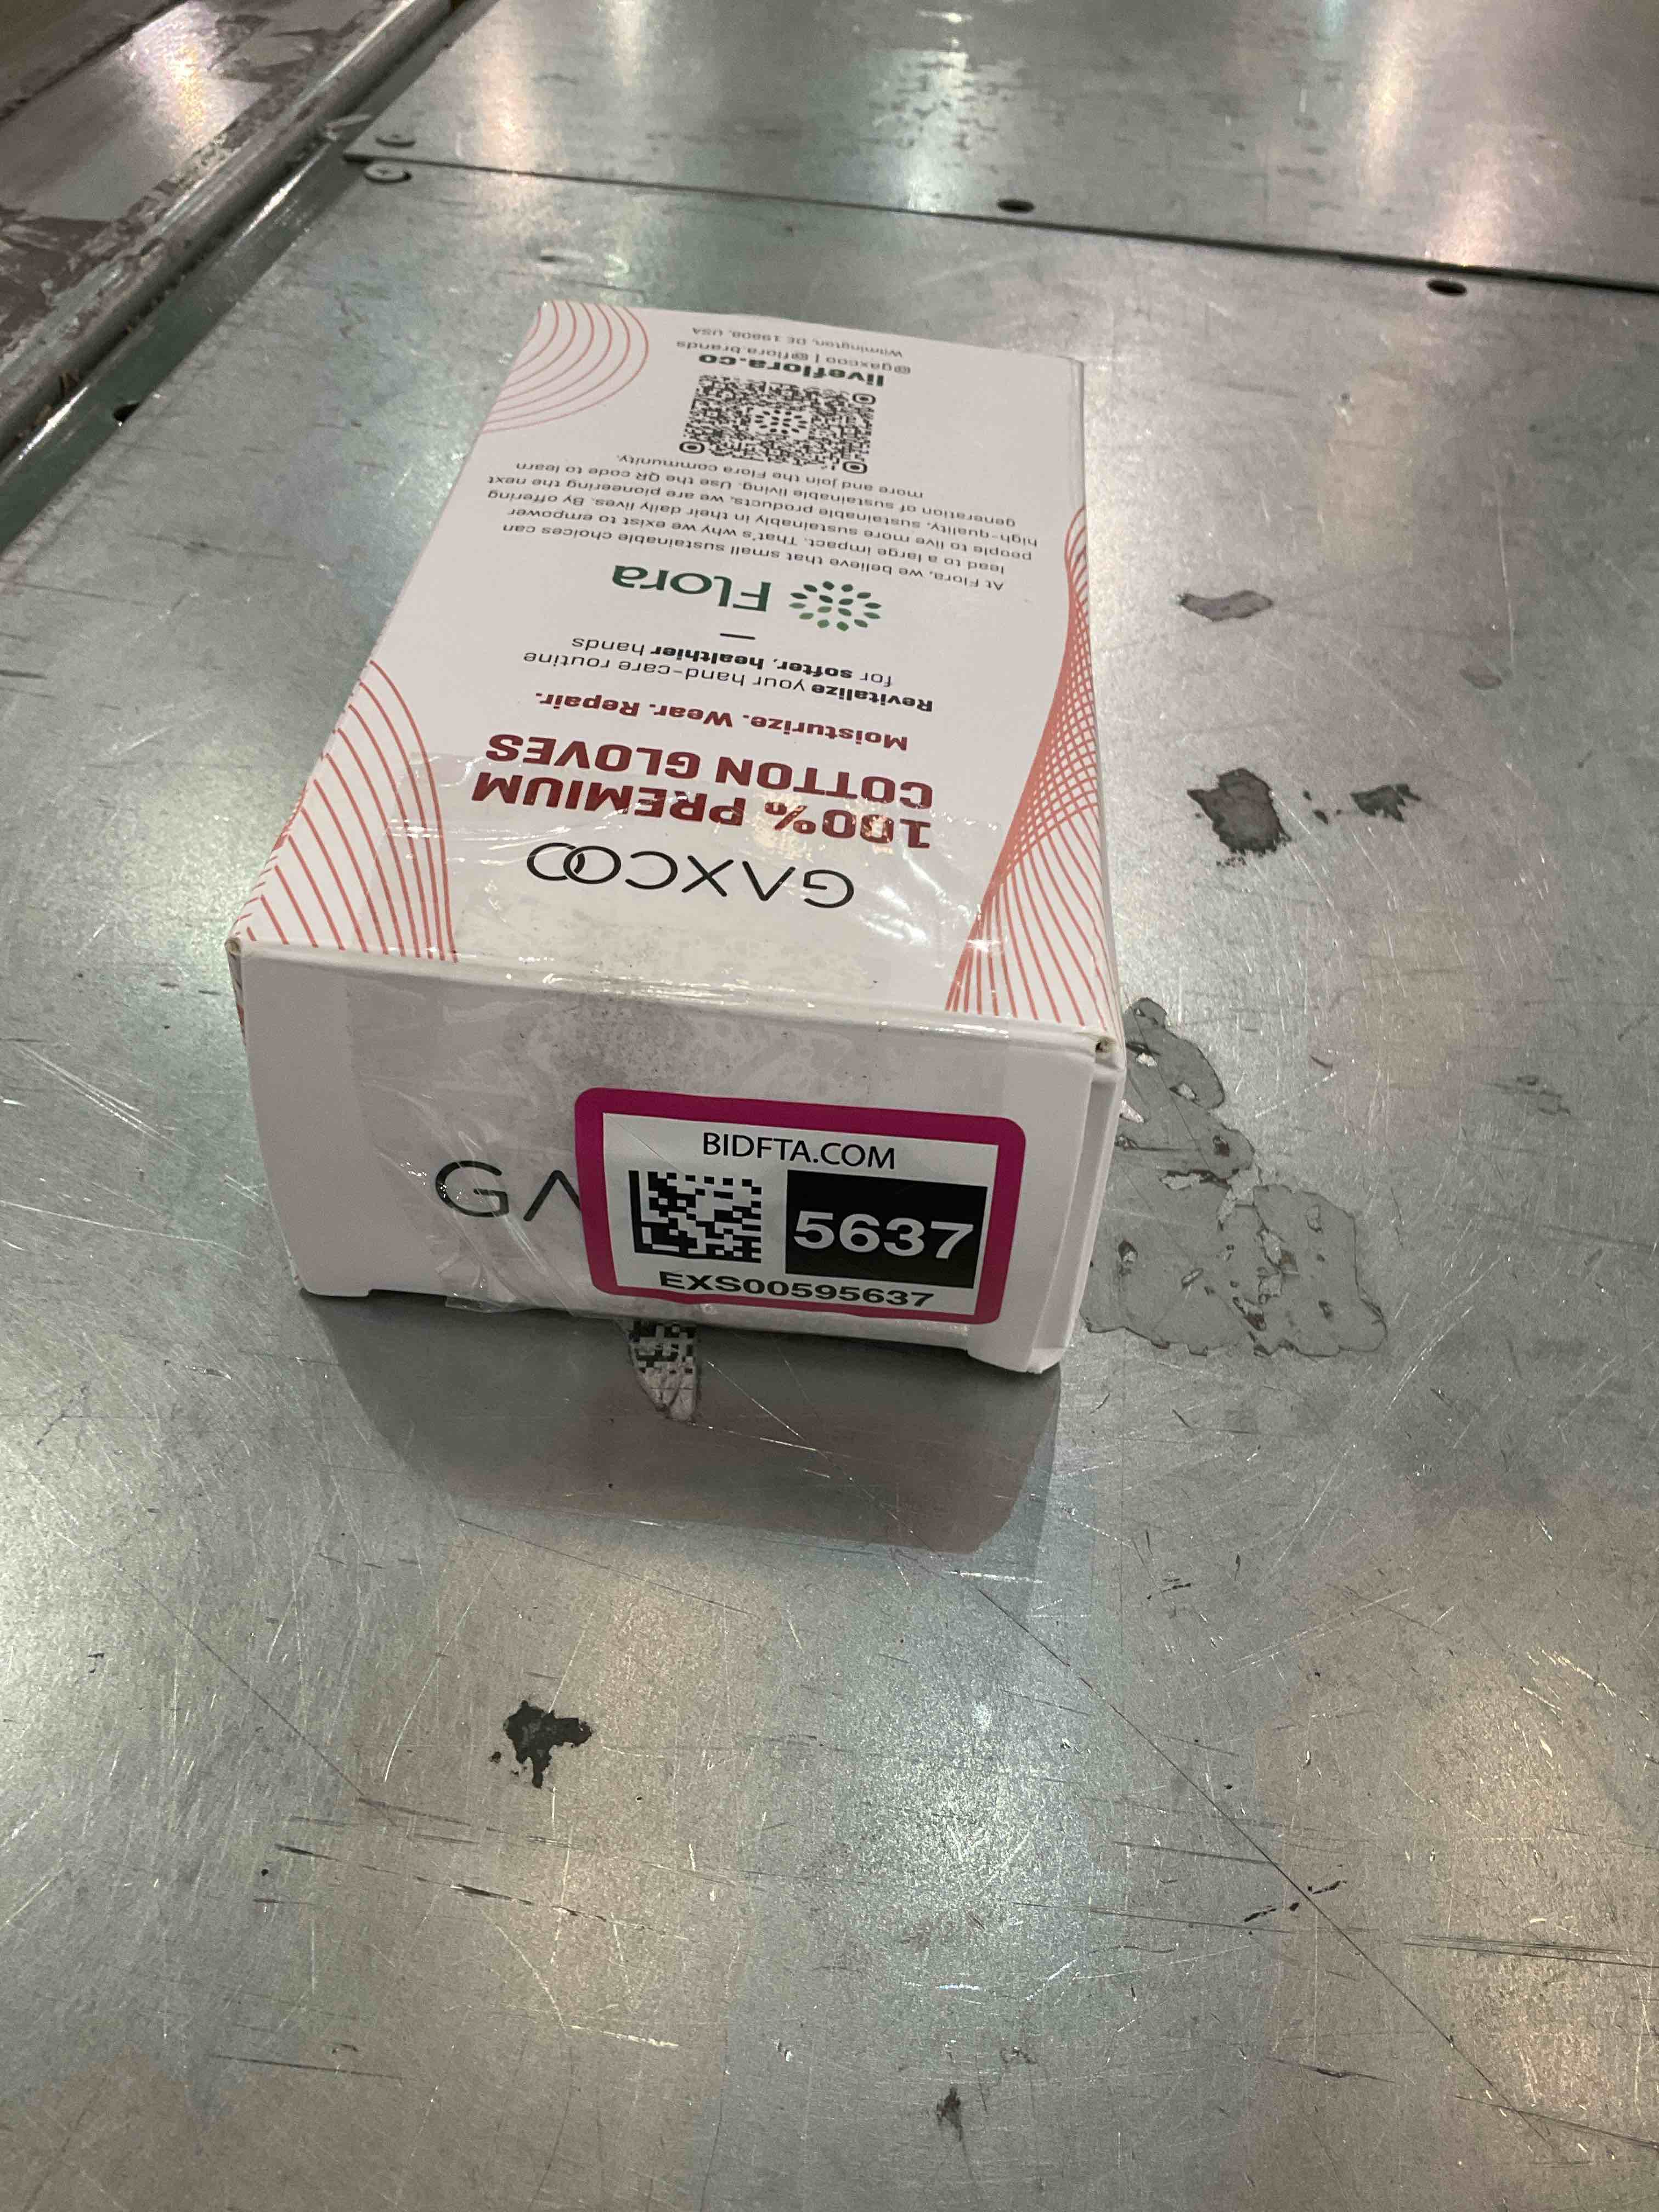 GAXCOO
100% PREMIUM
COTTON GLOVES
Moisturize. Wear. Repair.
Revitalize your hand-care routine
for softer, healthier hands
Flora
At Flora, we believe that small sustainable choices can
lead to a large impact. That's why we exist to empower
people to live more sustainably in their daily lives. By offering
high-quality, sustainable products, we are pioneering the next
generation of sustainable living. Use the QR code to learn
more and join the Flora community.
liveflora.co
@gaxcoo | @flora.brands
Wilmington, DE 19808, USA
GA
BIDFTA.COM
5637
EXS00595637